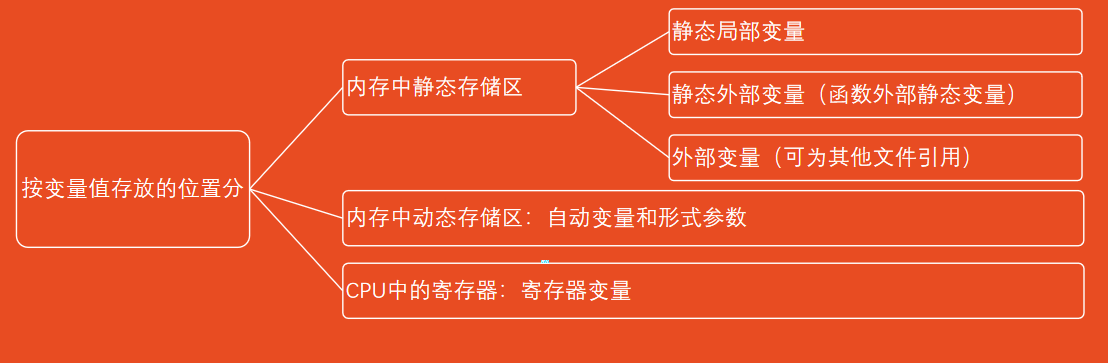 按变量值存放的位置分
内存中静态存储区
静态局部变量
静态外部变量（函数外部静态变量）
外部变量（可为其他文件引用）
内存中动态存储区：自动变量和形式参数
CPU中的寄存器：寄存器变量